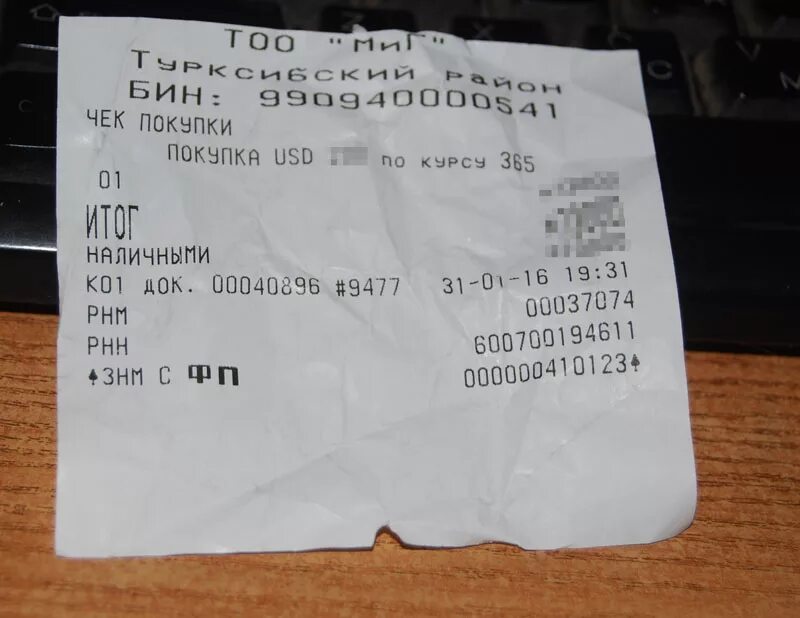 ТОО "МиГ"
Турксибский район
БИН: 990940000541
ЧЕК ПОКУПКИ
ПОКУПКА USD по курсу 365
01
ИТОГ
НАЛИЧНЫМИ
К01 док. 00040896 #9477 31-01-16 19:31
РНМ 00037074
РНН 600700194611
♠ЗНМ С ФП 000000410123♠